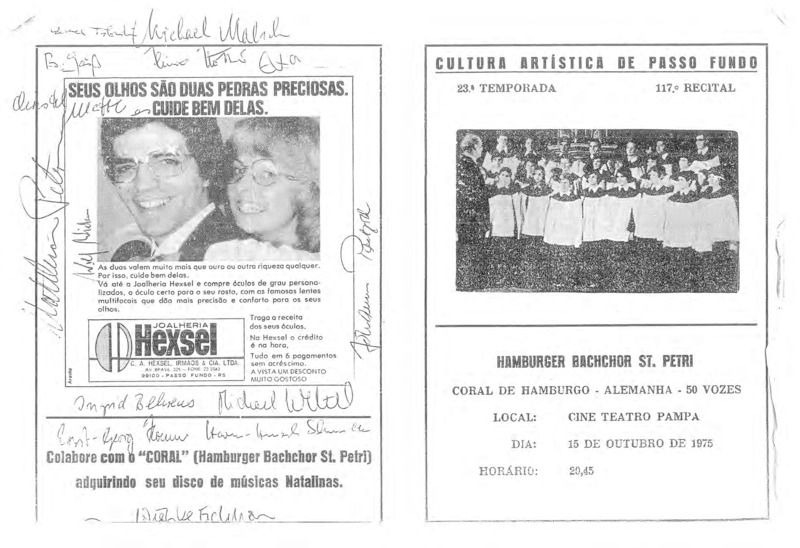 Michael Malsch
SEUS OLHOS SÃO DUAS PEDRAS PRECIOSAS.
CUIDE BEM DELAS.
As duas valem muito mais que ouro ou outra riqueza qualquer.
Por isso, cuide bem delas.
Vá até a Joalheria Hexsel e compre óculos de grau persona-
lizados, o óculo certo para o seu rosto, com as famosas lentes
multifocais que dão mais precisão e conforto para os seus
olhos.
JOALHERIA
Hexsel
C. A. HEXSEL, IRMÃOS & CIA. LTDA.
99100 - PASSO FUNDO - RS
Traga a receita
dos seus óculos.
Na Hexsel o crédito
é na hora,
Tudo em 6 pagamentos
sem acréscimo.
A VISTA UM DESCONTO
MUITO GOSTOSO
Ingrid Behrens
Michael
Colabore com o "CORAL" (Hamburger Bachchor St. Petri)
adquirindo seu disco de músicas Natalinas.
CULTURA ARTÍSTICA DE PASSO FUNDO
23.ª TEMPORADA 117.º RECITAL
HAMBURGER BACHCHOR ST. PETRI
CORAL DE HAMBURGO - ALEMANHA - 50 VOZES
LOCAL: CINE TEATRO PAMPA
DIA: 15 DE OUTUBRO DE 1975
HORÁRIO: 20,45